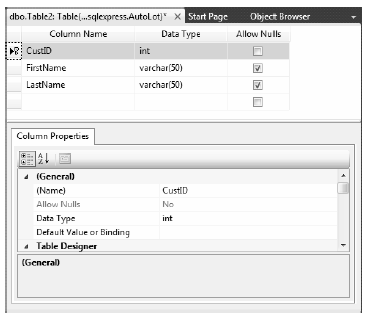 dbo.Table2: Table(...sqlexpress.AutoLot)* Start Page Object Browser
Column Name Data Type Allow Nulls
CustID int
FirstName varchar(50)
LastName varchar(50)
Column Properties
(General)
(Name) CustID
Allow Nulls No
Data Type int
Default Value or Binding
Table Designer
(General)